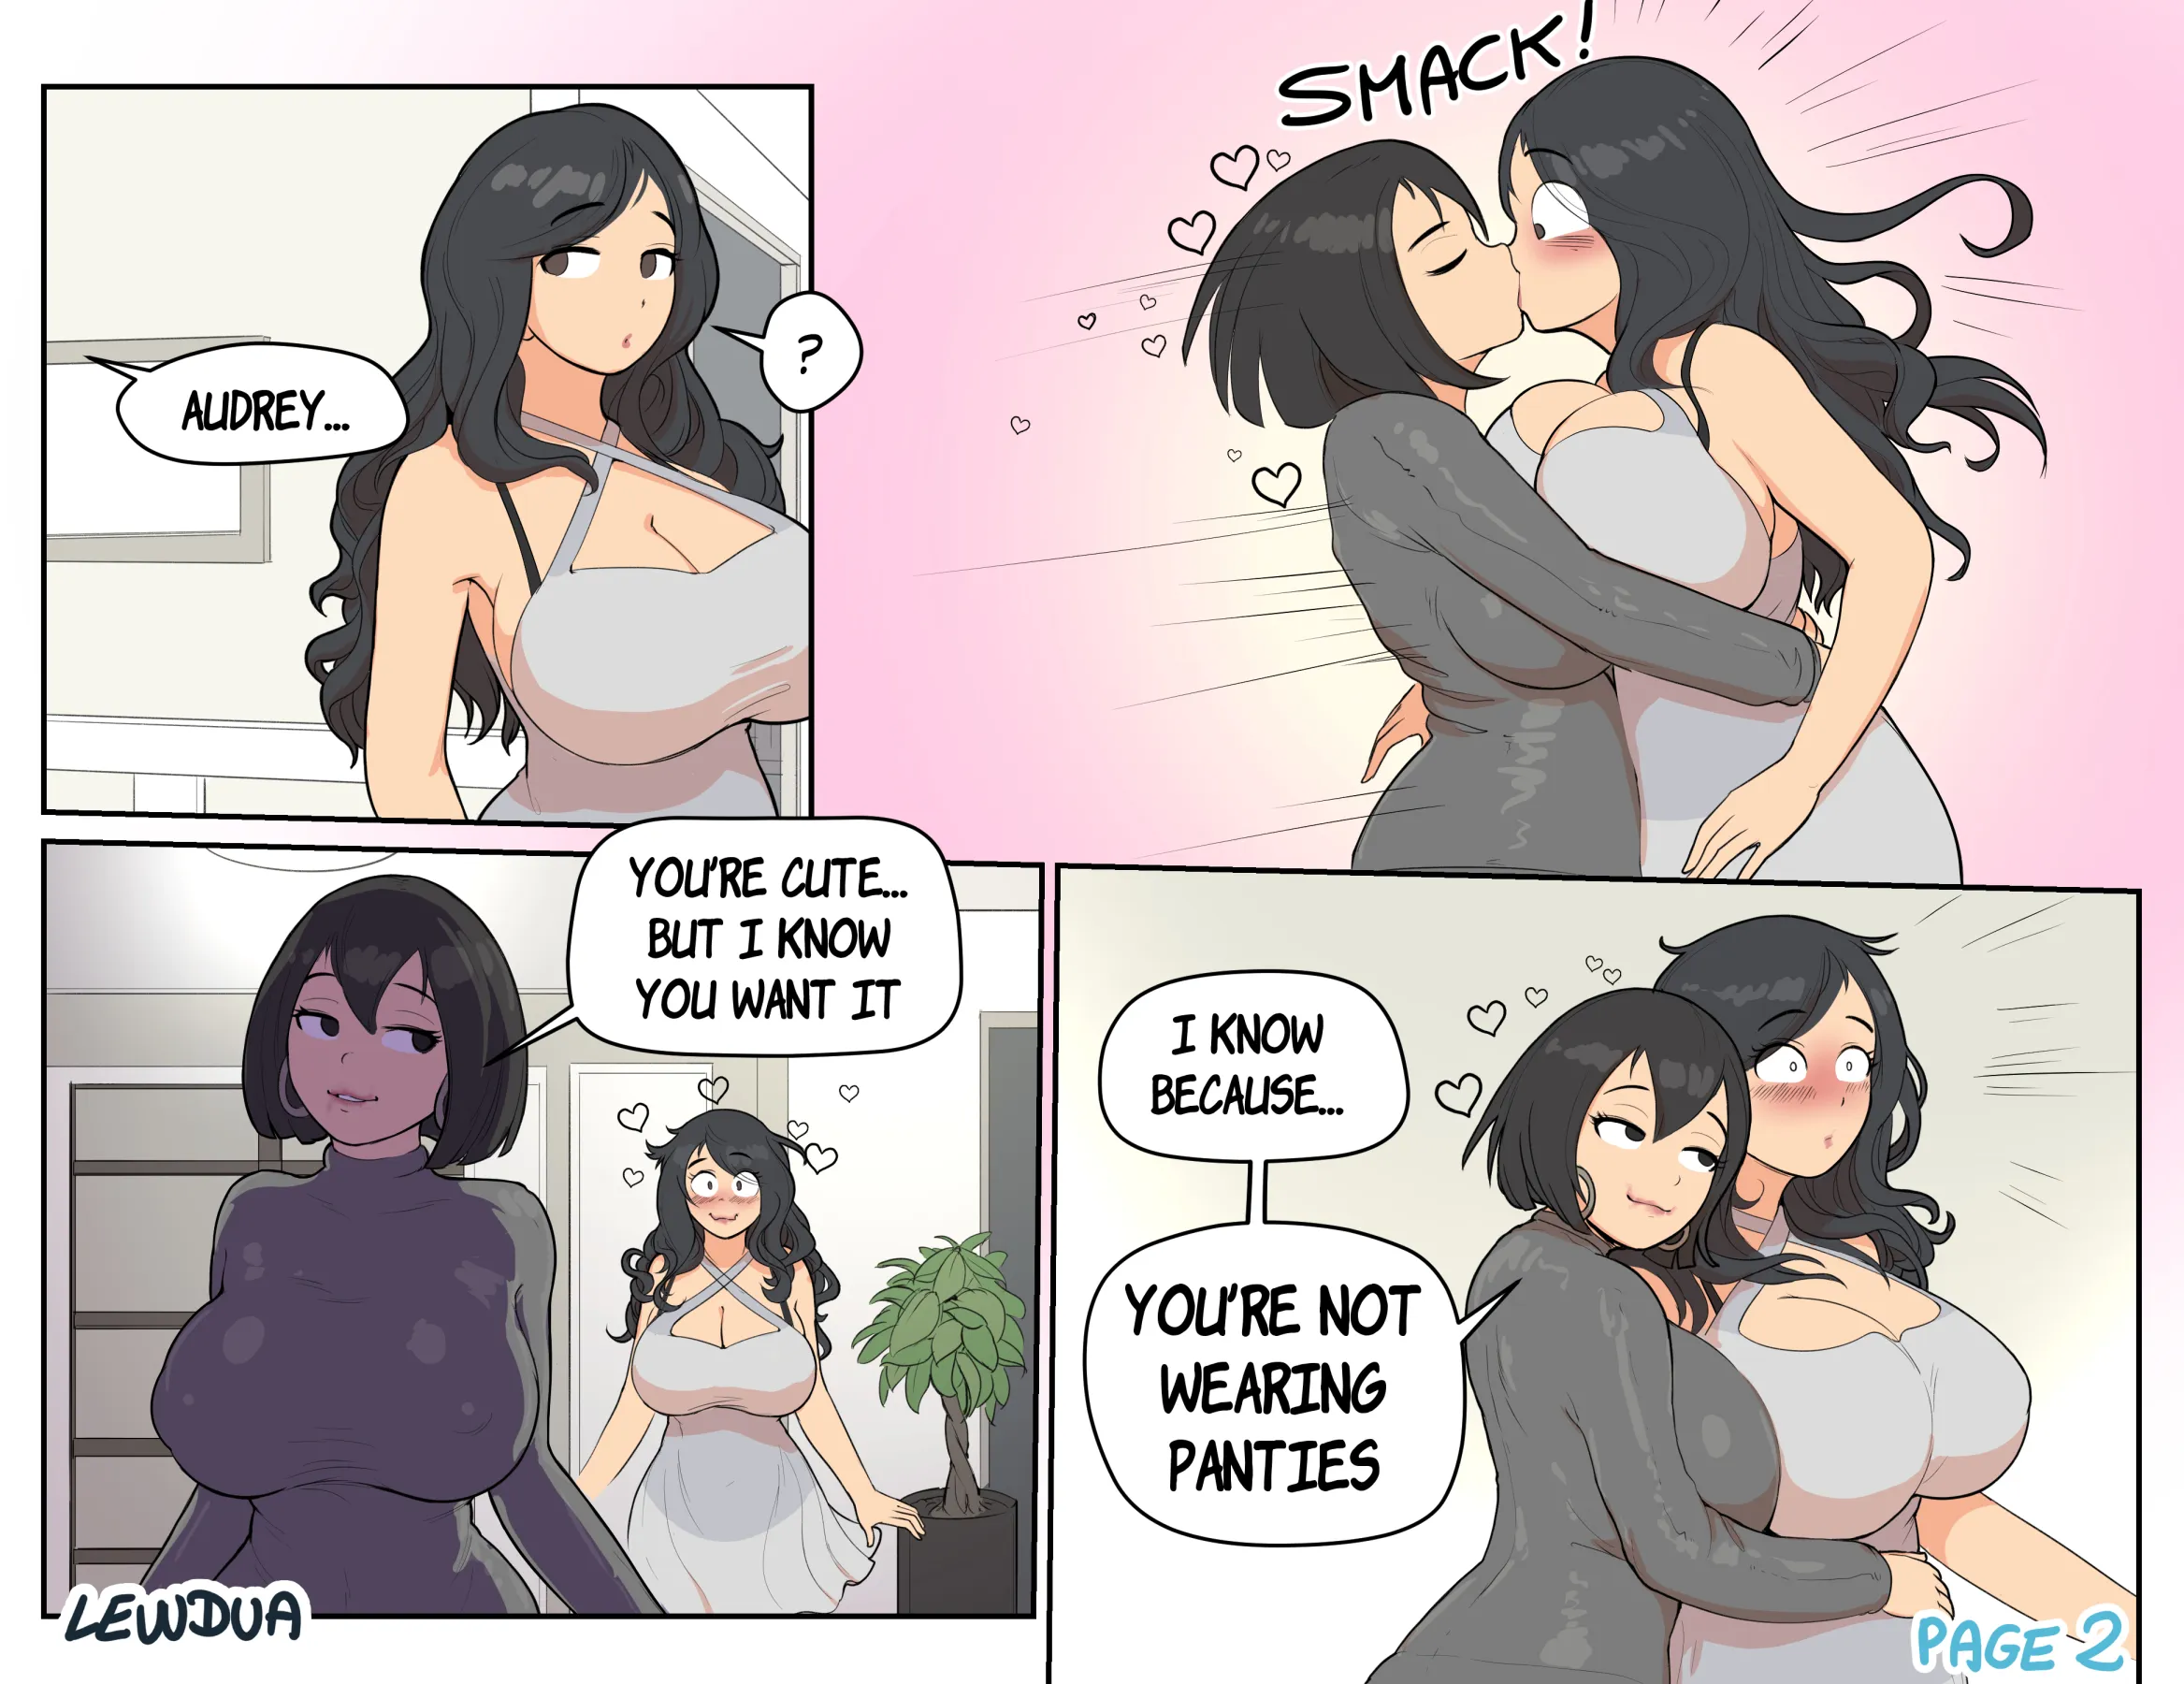 AUDREY...
?
SMACK!
YOU'RE CUTE...
BUT I KNOW
YOU WANT IT
I KNOW
BECAUSE...
YOU'RE NOT
WEARING
PANTIES
LEWDUA
PAGE 2